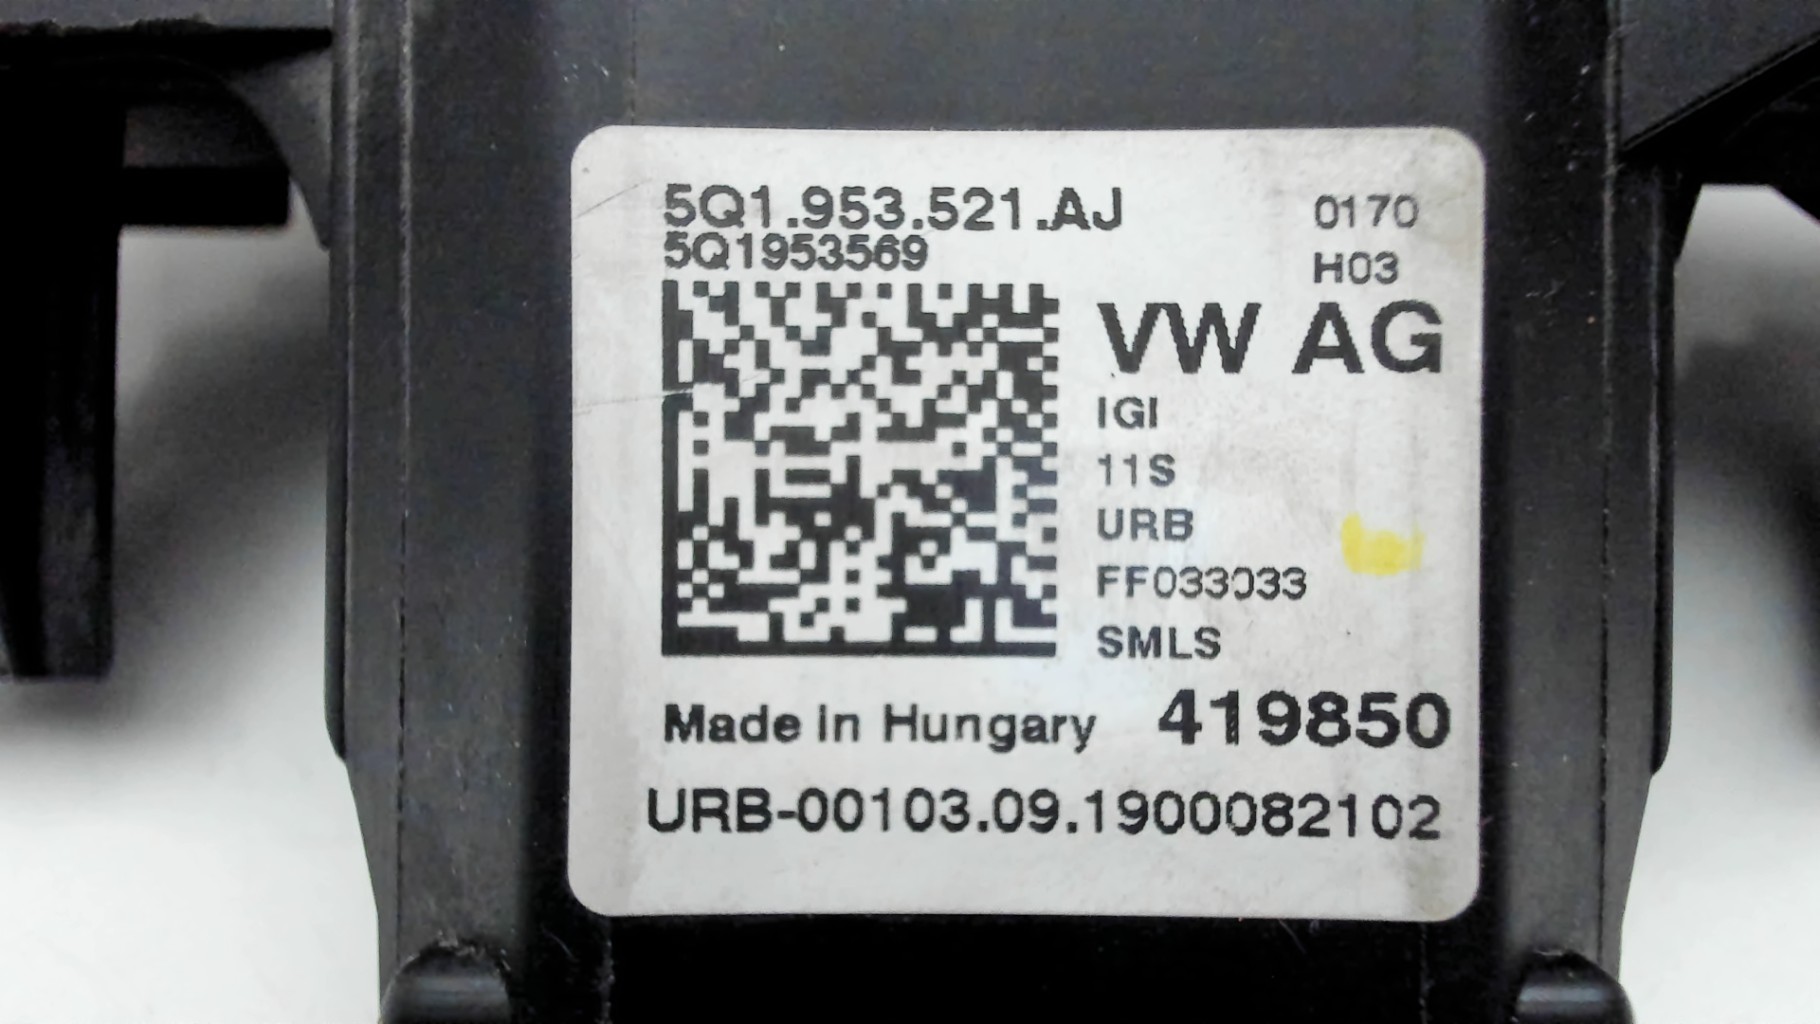 5Q1.953.521.AJ
0170
5Q1953569
H03
VW AG
IGI
11S
URB
FF033033
SMLS
Made in Hungary 419850
URB-00103.09.1900082102